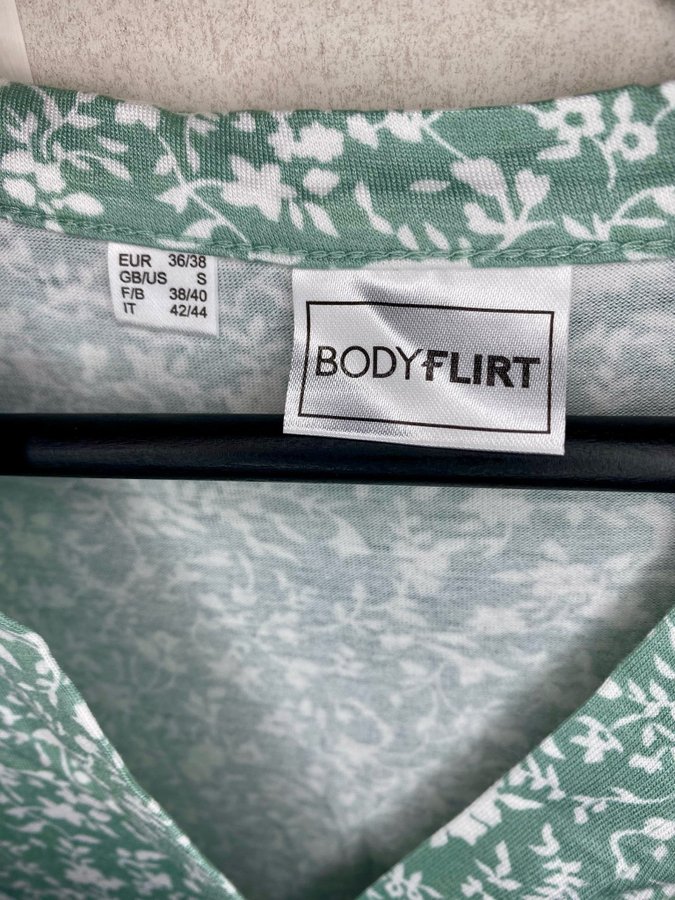 EUR 36/38
GB/US S
F/B 38/40
IT 42/44
BODYFLIRT